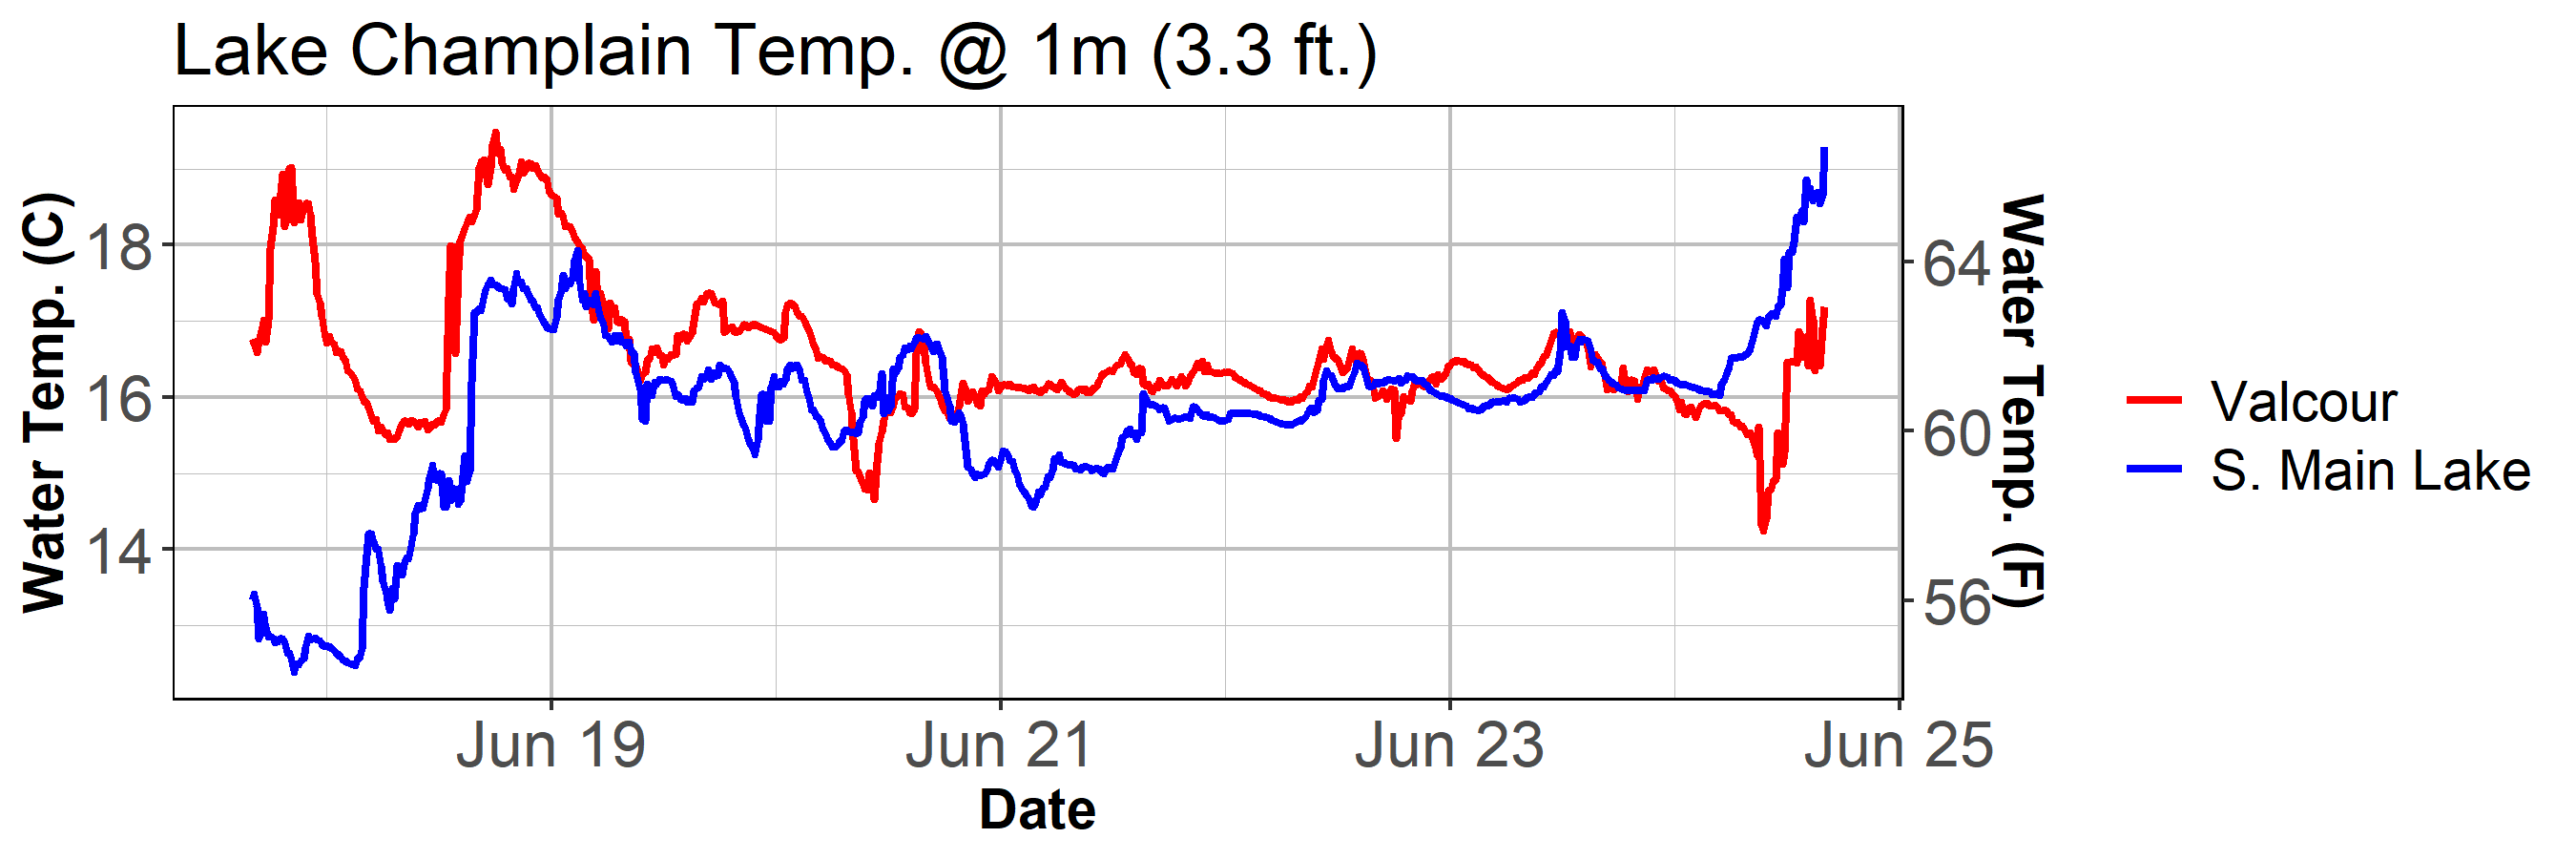 Lake Champlain Temp. @ 1m (3.3 ft.)
Water Temp. (C)
18
16
14
64
60
56
Water Temp. (F)
Jun 19
Jun 21
Jun 23
Jun 25
Date
Valcour
S. Main Lake